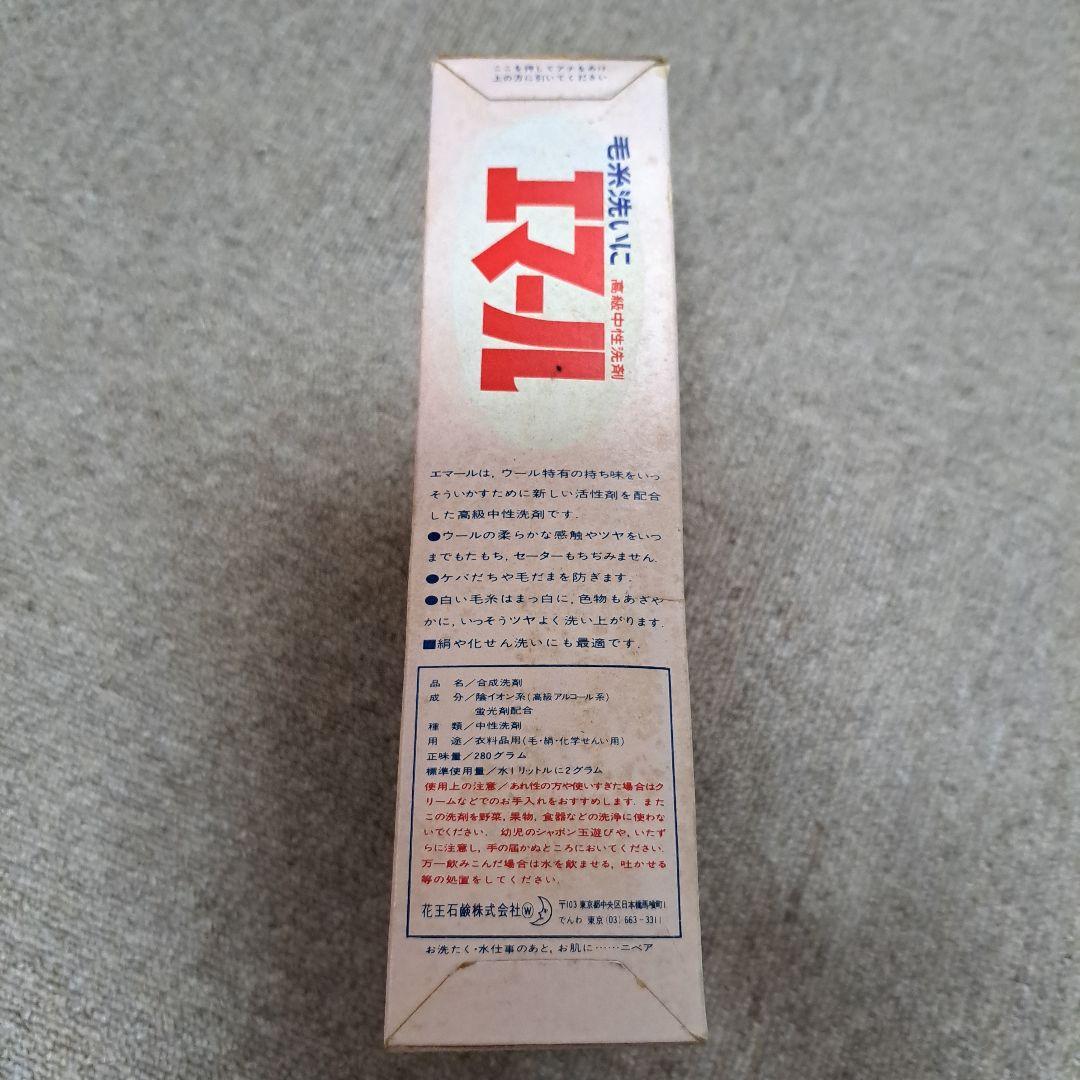 ここを押してアナをあけ
上の方に引いてください
毛糸洗いに
エマール
高級中性洗剤
エマールは、ウール特有の持ち味をいっ
そういかすために新しい活性剤を配合
した高級中性洗剤です.
●ウールの柔らかな感触やツヤをいつ
までもたもち, セーターもちぢみません.
●ケバだちや毛だまを防ぎます.
●白い毛糸はまっ白に, 色物もあざや
かに, いっそうツヤよく洗い上がります.
■絹や化せん洗いにも最適です.
品 名／合成洗剤
成 分／陰イオン系(高級アルコール系)
蛍光剤配合
種 類／中性洗剤
用 途／衣料品用(毛・絹・化学せんい用)
正味量／280グラム
標準使用量／水1リットルに2グラム
使用上の注意／あれ性の方や使いすぎた場合はク
リームなどでのお手入れをおすすめします. また
この洗剤を野菜, 果物, 食器などの洗浄に使わな
いでください. 幼児のシャボン玉遊びや, いたず
らに注意し, 手の届かぬところにおいてください.
万一飲みこんだ場合は水を飲ませる, 吐かせる
等の処置をしてください.
花王石鹸株式会社Ⓦ
〒103 東京都中央区日本橋馬喰町1
でんわ 東京(03)663-3311
お洗たく・水仕事のあと, お肌に……ニベア